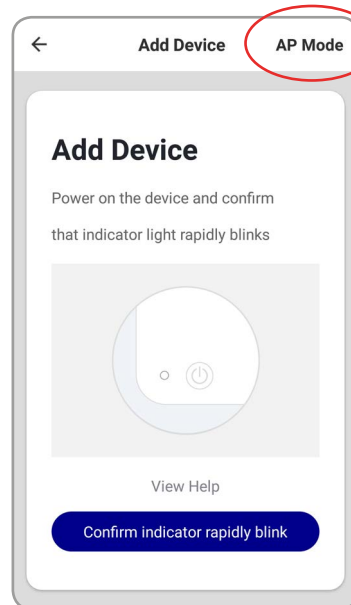 Add Device AP Mode
Add Device
Power on the device and confirm
that indicator light rapidly blinks
View Help
Confirm indicator rapidly blink